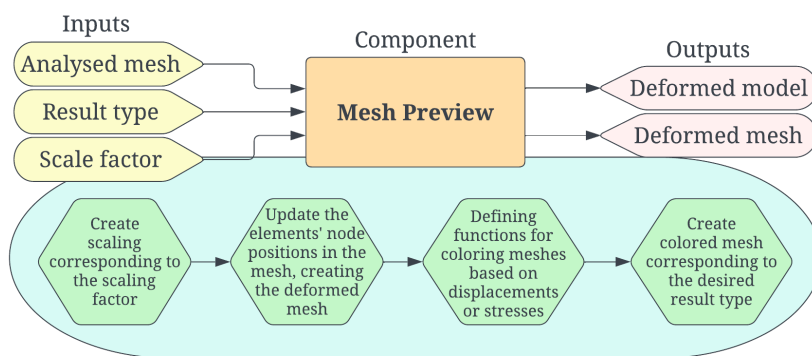 Inputs
Analysed mesh
Result type
Scale factor
Component
Mesh Preview
Outputs
Deformed model
Deformed mesh
Create
scaling
corresponding to
the scaling
factor
Update the
elements' node
positions in the
mesh, creating
the deformed
mesh
Defining
functions for
coloring meshes
based on
displacements
or stresses
Create
colored mesh
corresponding to
the desired
result type